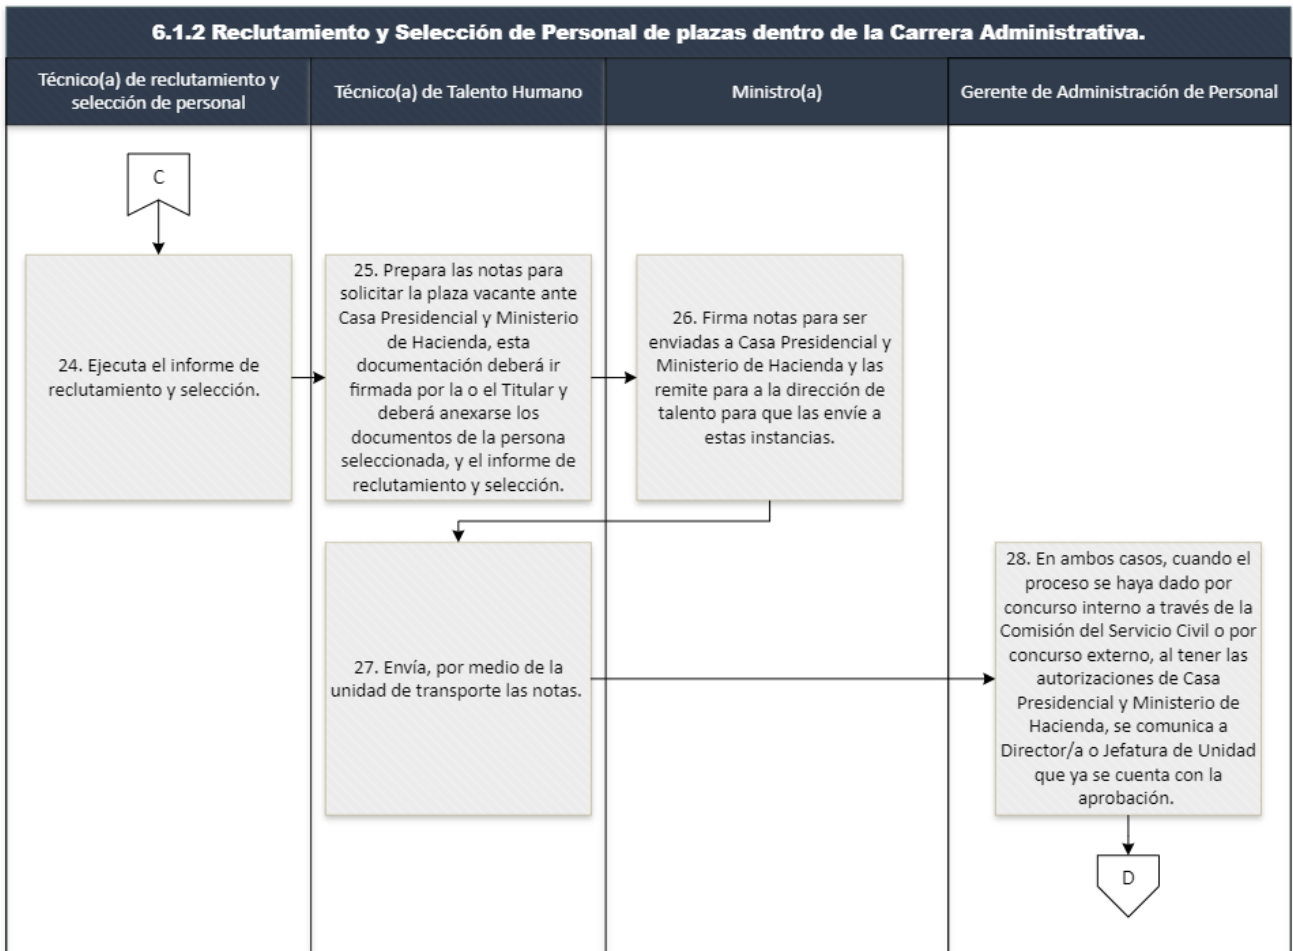 6.1.2 Reclutamiento y Selección de Personal de plazas dentro de la Carrera Administrativa.
Técnico(a) de reclutamiento y
selección de personal
Técnico(a) de Talento Humano
Ministro(a)
Gerente de Administración de Personal
C
24. Ejecuta el informe de
reclutamiento y selección.
25. Prepara las notas para
solicitar la plaza vacante ante
Casa Presidencial y Ministerio
de Hacienda, esta
documentación deberá ir
firmada por la o el Titular y
deberá anexarse los
documentos de la persona
seleccionada, y el informe de
reclutamiento y selección.
26. Firma notas para ser
enviadas a Casa Presidencial y
Ministerio de Hacienda y las
remite para a la dirección de
talento para que las envíe a
estas instancias.
27. Envía, por medio de la
unidad de transporte las notas.
28. En ambos casos, cuando el
proceso se haya dado por
concurso interno a través de la
Comisión del Servicio Civil o por
concurso externo, al tener las
autorizaciones de Casa
Presidencial y Ministerio de
Hacienda, se comunica a
Director/a o Jefatura de Unidad
que ya se cuenta con la
aprobación.
D